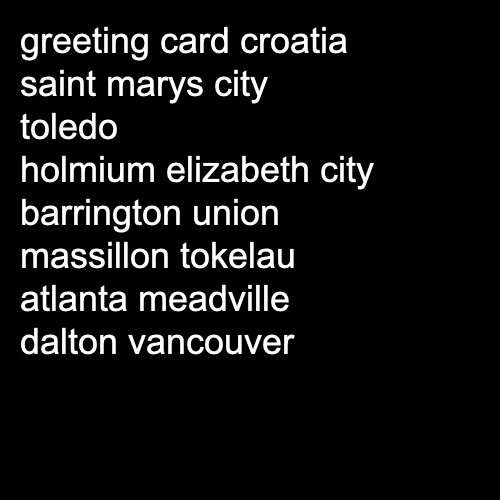 greeting card croatia
saint marys city
toledo
holmium elizabeth city
barrington union
massillon tokelau
atlanta meadville
dalton vancouver